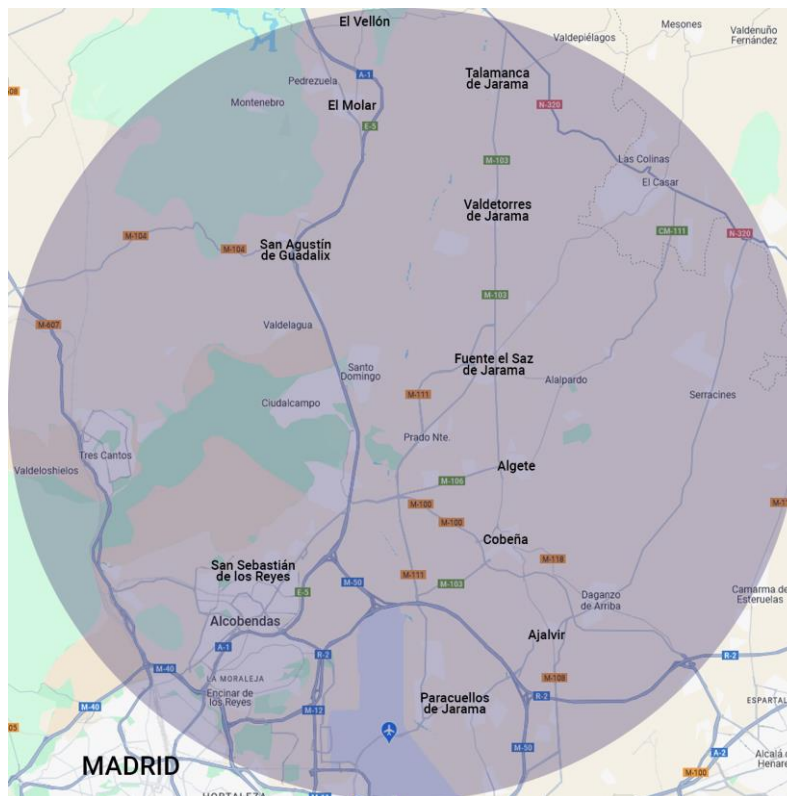 El Vellón
Mesones
Valdenuño
Fernández
Valdepiélagos
A-1
Talamanca
de Jarama
Pedrezuela
Montenebro
El Molar
N-320
E-5
M-103
Las Colinas
El Casar
Valdetorres
de Jarama
M-104
San Agustín
de Guadalix
M-104
CM-111
N-320
M-103
M-607
Valdelagua
Santo
Domingo
Fuente el Saz
de Jarama
Alalpardo
M-111
Serracines
Ciudalcampo
Prado Nte.
Tres Cantos
Valdeloshielos
Algete
M-106
M-100
M-100
Cobeña
M-118
San Sebastián
de los Reyes
M-50
M-111
M-103
E-5
Daganzo
de Arriba
Camarma de
Esteruelas
Alcobendas
Ajalvir
A-1
R-2
R-2
M-40
LA MORALEJA
M-108
Encinar de
los Reyes
Paracuellos
de Jarama
R-2
M-40
M-12
M-50
A-2
MADRID
M-100
HORTALEZA